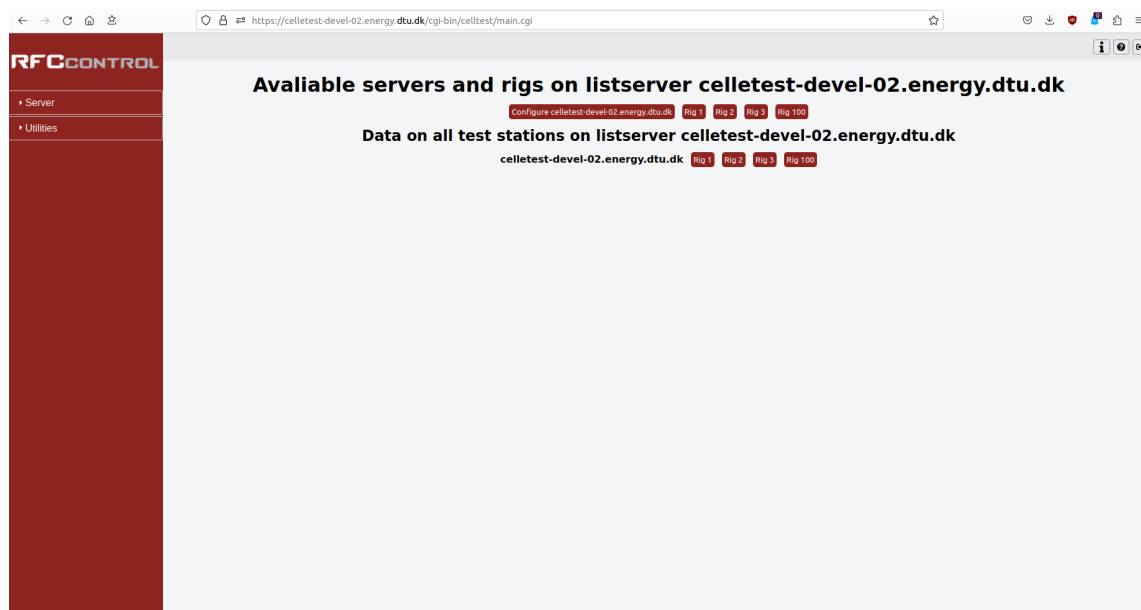 https://celletest-devel-02.energy.dtu.dk/cgi-bin/celltest/main.cgi
RFCCONTROL
Server
Utilities
Avaliable servers and rigs on listserver celletest-devel-02.energy.dtu.dk
Configure celletest-devel-02.energy.dtu.dk Rig 1 Rig 2 Rig 3 Rig 100
Data on all test stations on listserver celletest-devel-02.energy.dtu.dk
celletest-devel-02.energy.dtu.dk Rig 1 Rig 2 Rig 3 Rig 100